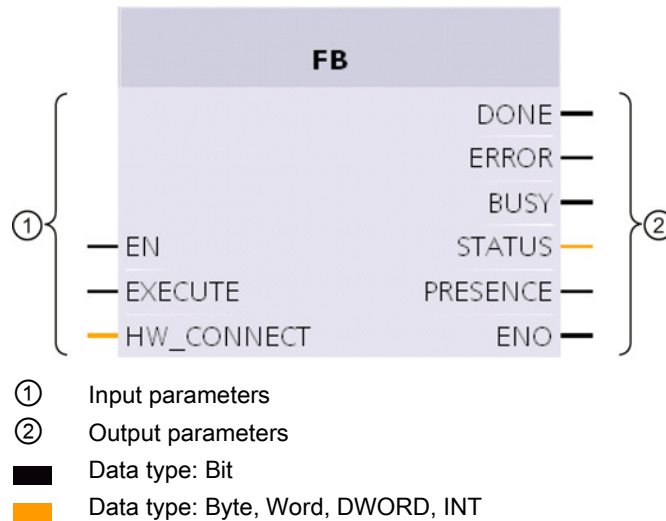 FB
DONE
ERROR
BUSY
① ②
EN STATUS
EXECUTE PRESENCE
HW_CONNECT ENO
① Input parameters
② Output parameters
Data type: Bit
Data type: Byte, Word, DWORD, INT